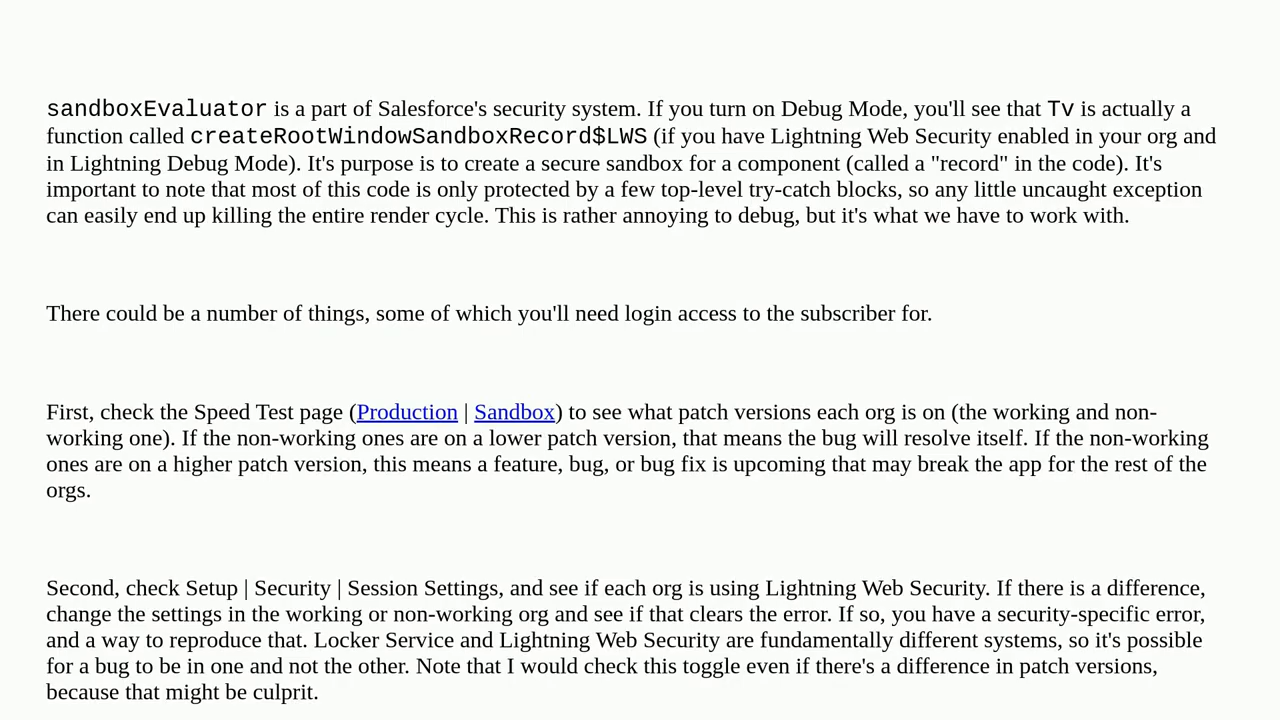 sandboxEvaluator is a part of Salesforce's security system. If you turn on Debug Mode, you'll see that Tv is actually a
function called createRootWindowSandboxRecord$LWS (if you have Lightning Web Security enabled in your org and
in Lightning Debug Mode). It's purpose is to create a secure sandbox for a component (called a "record" in the code). It's
important to note that most of this code is only protected by a few top-level try-catch blocks, so any little uncaught exception
can easily end up killing the entire render cycle. This is rather annoying to debug, but it's what we have to work with.
There could be a number of things, some of which you'll need login access to the subscriber for.
First, check the Speed Test page (Production | Sandbox) to see what patch versions each org is on (the working and non-
working one). If the non-working ones are on a lower patch version, that means the bug will resolve itself. If the non-working
ones are on a higher patch version, this means a feature, bug, or bug fix is upcoming that may break the app for the rest of the
orgs.
Second, check Setup | Security | Session Settings, and see if each org is using Lightning Web Security. If there is a difference,
change the settings in the working or non-working org and see if that clears the error. If so, you have a security-specific error,
and a way to reproduce that. Locker Service and Lightning Web Security are fundamentally different systems, so it's possible
for a bug to be in one and not the other. Note that I would check this toggle even if there's a difference in patch versions,
because that might be culprit.